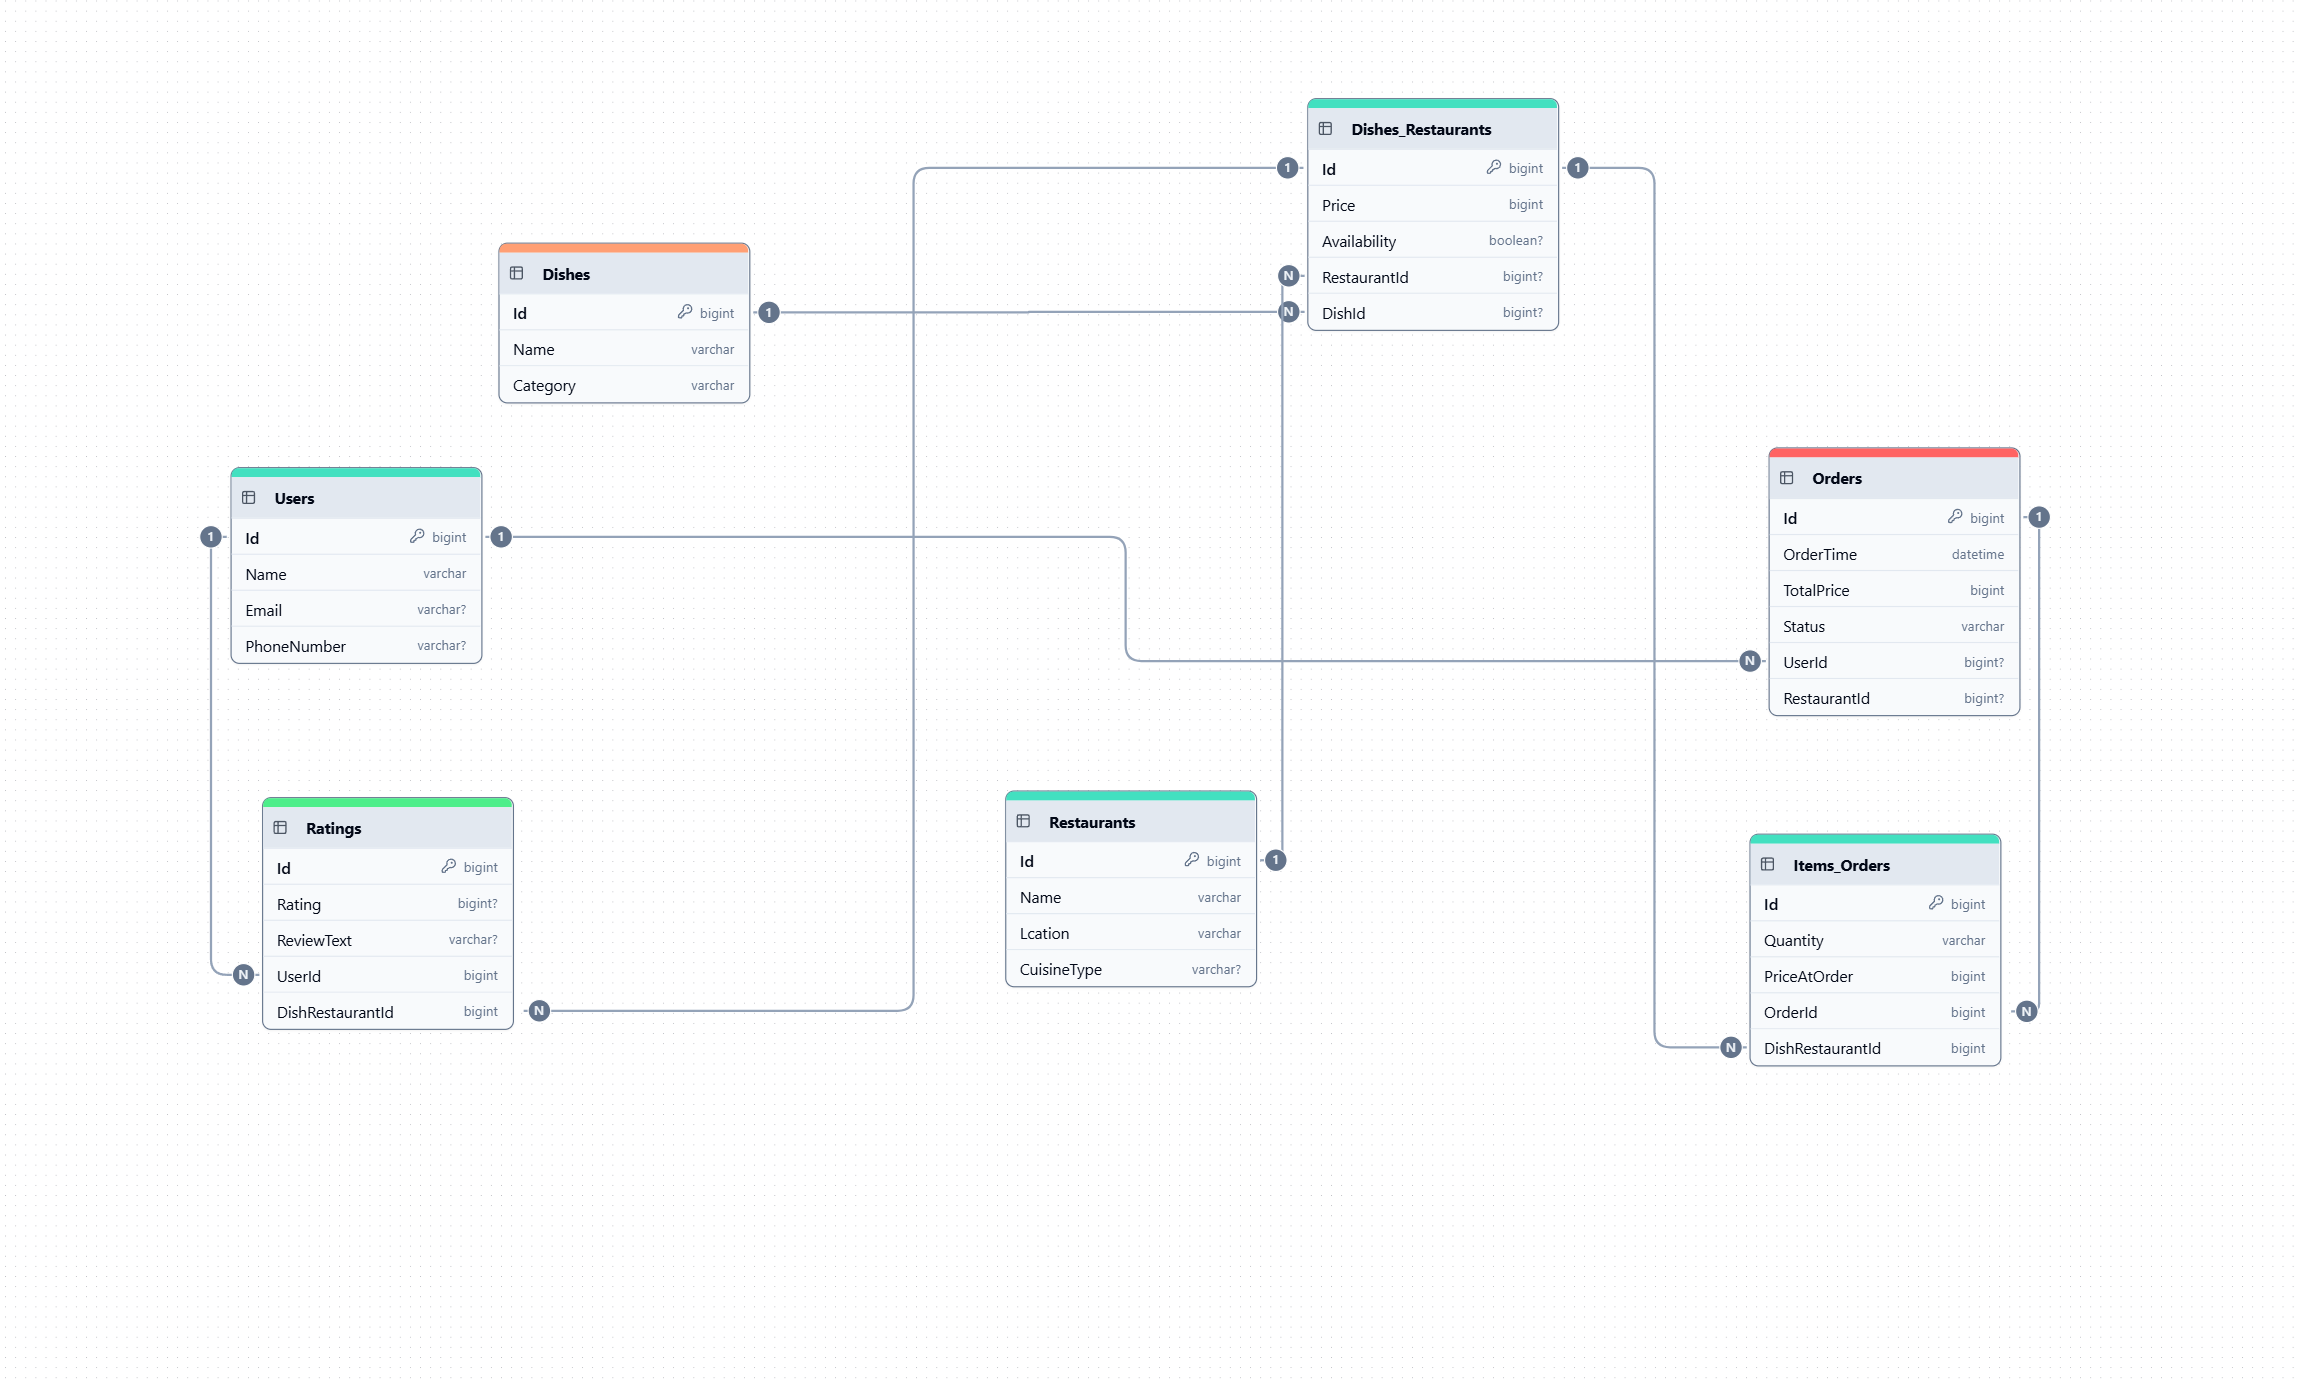 Dishes_Restaurants
1
Id bigint
1
Price bigint
Availability boolean?
N
RestaurantId bigint?
N
DishId bigint?
Dishes
Id bigint
1
Name varchar
Category varchar
Users
1
Id bigint
1
Name varchar
Email varchar?
PhoneNumber varchar?
Orders
Id bigint
1
OrderTime datetime
TotalPrice bigint
Status varchar
N
UserId bigint?
RestaurantId bigint?
Ratings
Id bigint
Rating bigint?
ReviewText varchar?
N
UserId bigint
DishRestaurantId bigint
N
Restaurants
Id bigint
1
Name varchar
Lcation varchar
CuisineType varchar?
Items_Orders
Id bigint
Quantity varchar
PriceAtOrder bigint
OrderId bigint
N
N
DishRestaurantId bigint